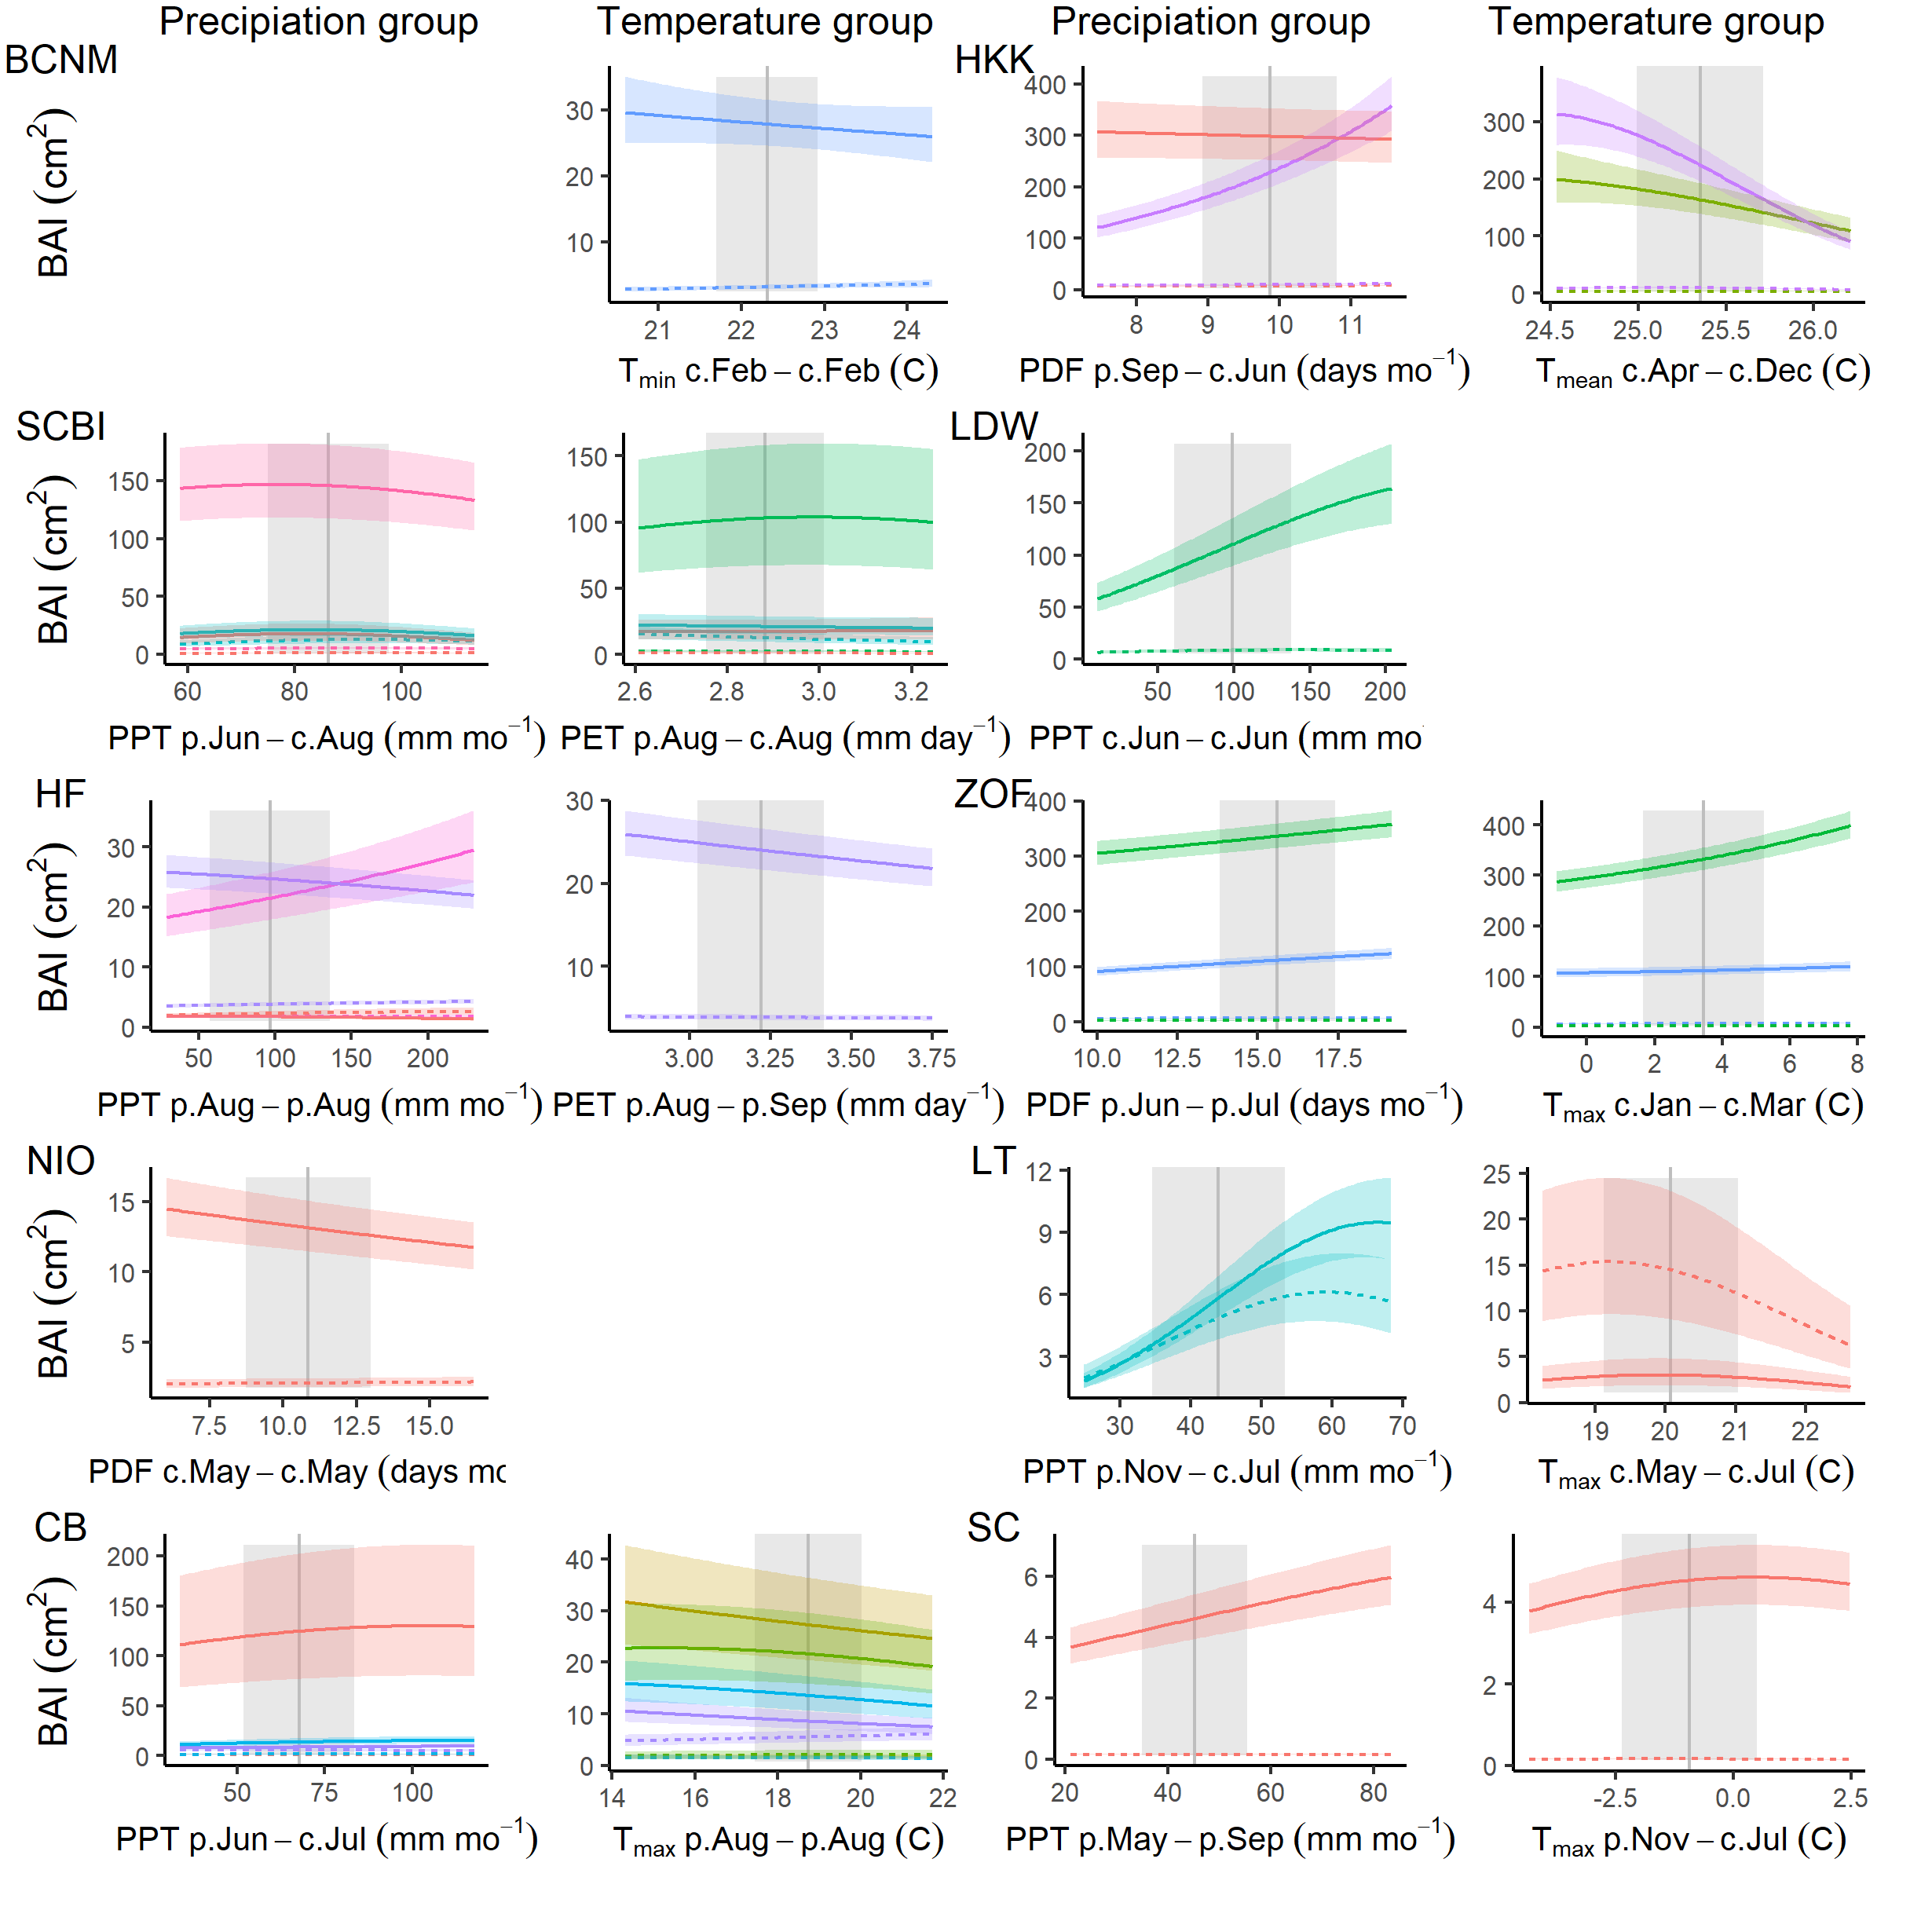 Precipiation group Temperature group Precipiation group Temperature group
BCNM
BAI (cm²)
30
20
10
21 22 23 24
Tmin c.Feb – c.Feb (C)
HKK
400
300
200
100
0
8 9 10 11
PDF p.Sep – c.Jun (days mo⁻¹)
300
200
100
0
24.5 25.0 25.5 26.0
Tmean c.Apr – c.Dec (C)
SCBI
BAI (cm²)
150
100
50
0
60 80 100
PPT p.Jun – c.Aug (mm mo⁻¹)
150
100
50
0
2.6 2.8 3.0 3.2
PET p.Aug – c.Aug (mm day⁻¹)
LDW
200
150
100
50
0
50 100 150 200
PPT c.Jun – c.Jun (mm mo
HF
BAI (cm²)
30
20
10
0
50 100 150 200
PPT p.Aug – p.Aug (mm mo⁻¹)
30
20
10
3.00 3.25 3.50 3.75
PET p.Aug – p.Sep (mm day⁻¹)
ZOF
400
300
200
100
0
10.0 12.5 15.0 17.5
PDF p.Jun – p.Jul (days mo⁻¹)
400
300
200
100
0
0 2 4 6 8
Tmax c.Jan – c.Mar (C)
NIO
BAI (cm²)
15
10
5
7.5 10.0 12.5 15.0
PDF c.May – c.May (days mo
LT
12
9
6
3
30 40 50 60 70
PPT p.Nov – c.Jul (mm mo⁻¹)
25
20
15
10
5
0
19 20 21 22
Tmax c.May – c.Jul (C)
CB
BAI (cm²)
200
150
100
50
0
50 75 100
PPT p.Jun – c.Jul (mm mo⁻¹)
40
30
20
10
0
14 16 18 20 22
Tmax p.Aug – p.Aug (C)
SC
6
4
2
0
20 40 60 80
PPT p.May – p.Sep (mm mo⁻¹)
4
2
0
-2.5 0.0 2.5
Tmax p.Nov – c.Jul (C)